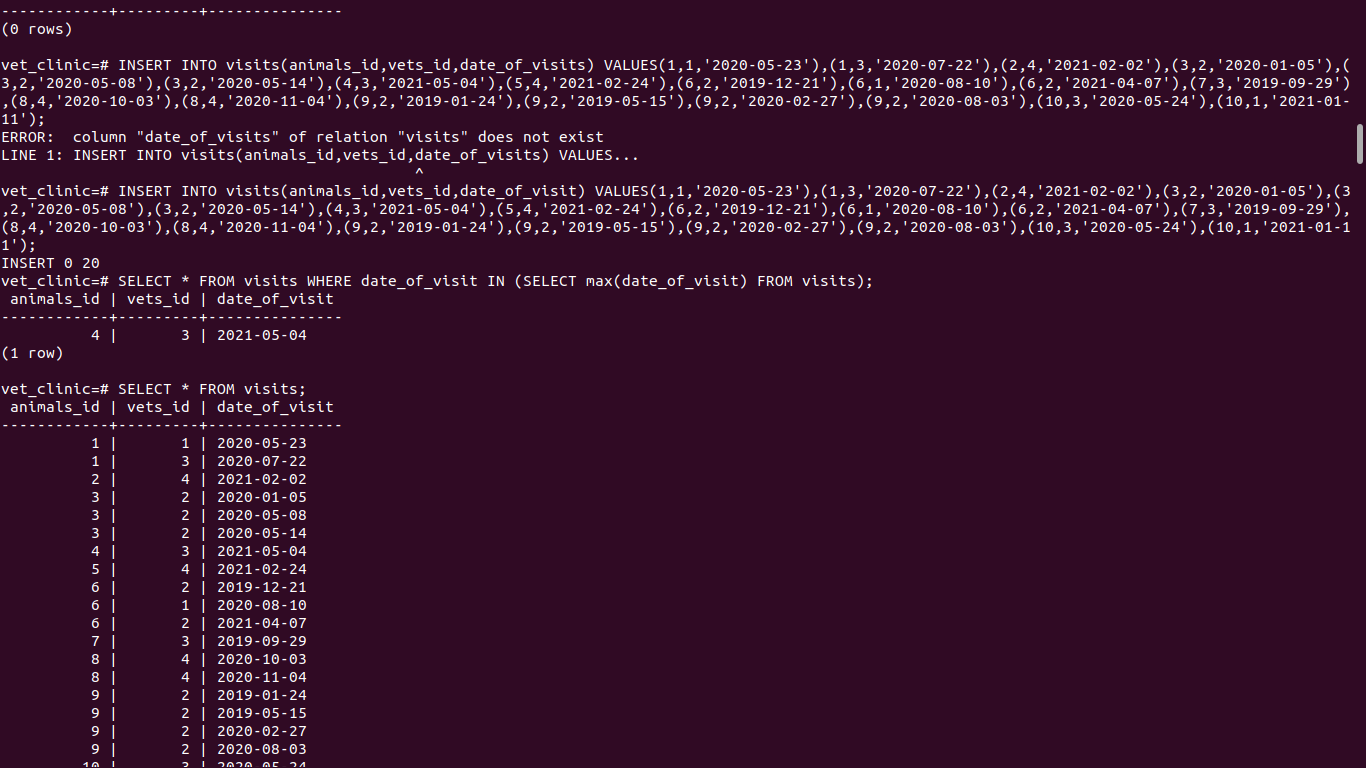 ------------+---------+---------------
(0 rows)
vet_clinic=# INSERT INTO visits(animals_id,vets_id,date_of_visits) VALUES(1,1,'2020-05-23'),(1,3,'2020-07-22'),(2,4,'2021-02-02'),(3,2,'2020-01-05'),(
3,2,'2020-05-08'),(3,2,'2020-05-14'),(4,3,'2021-05-04'),(5,4,'2021-02-24'),(6,2,'2019-12-21'),(6,1,'2020-08-10'),(6,2,'2021-04-07'),(7,3,'2019-09-29')
,(8,4,'2020-10-03'),(8,4,'2020-11-04'),(9,2,'2019-01-24'),(9,2,'2019-05-15'),(9,2,'2020-02-27'),(9,2,'2020-08-03'),(10,3,'2020-05-24'),(10,1,'2021-01-
11');
ERROR:  column "date_of_visits" of relation "visits" does not exist
LINE 1: INSERT INTO visits(animals_id,vets_id,date_of_visits) VALUES...
                                              ^
vet_clinic=# INSERT INTO visits(animals_id,vets_id,date_of_visit) VALUES(1,1,'2020-05-23'),(1,3,'2020-07-22'),(2,4,'2021-02-02'),(3,2,'2020-01-05'),(3
,2,'2020-05-08'),(3,2,'2020-05-14'),(4,3,'2021-05-04'),(5,4,'2021-02-24'),(6,2,'2019-12-21'),(6,1,'2020-08-10'),(6,2,'2021-04-07'),(7,3,'2019-09-29'),
(8,4,'2020-10-03'),(8,4,'2020-11-04'),(9,2,'2019-01-24'),(9,2,'2019-05-15'),(9,2,'2020-02-27'),(9,2,'2020-08-03'),(10,3,'2020-05-24'),(10,1,'2021-01-1
1');
INSERT 0 20
vet_clinic=# SELECT * FROM visits WHERE date_of_visit IN (SELECT max(date_of_visit) FROM visits);
 animals_id | vets_id | date_of_visit
------------+---------+---------------
          4 |       3 | 2021-05-04
(1 row)
vet_clinic=# SELECT * FROM visits;
 animals_id | vets_id | date_of_visit
------------+---------+---------------
          1 |       1 | 2020-05-23
          1 |       3 | 2020-07-22
          2 |       4 | 2021-02-02
          3 |       2 | 2020-01-05
          3 |       2 | 2020-05-08
          3 |       2 | 2020-05-14
          4 |       3 | 2021-05-04
          5 |       4 | 2021-02-24
          6 |       2 | 2019-12-21
          6 |       1 | 2020-08-10
          6 |       2 | 2021-04-07
          7 |       3 | 2019-09-29
          8 |       4 | 2020-10-03
          8 |       4 | 2020-11-04
          9 |       2 | 2019-01-24
          9 |       2 | 2019-05-15
          9 |       2 | 2020-02-27
          9 |       2 | 2020-08-03
         10 |       3 | 2020-05-24